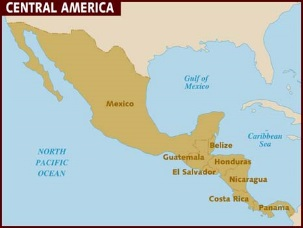 CENTRAL AMERICA
Gulf of
Mexico
Mexico
Caribbean
Sea
Belize
NORTH
PACIFIC
OCEAN
Guatemala
Honduras
El Salvador
Nicaragua
Costa Rica
Panama